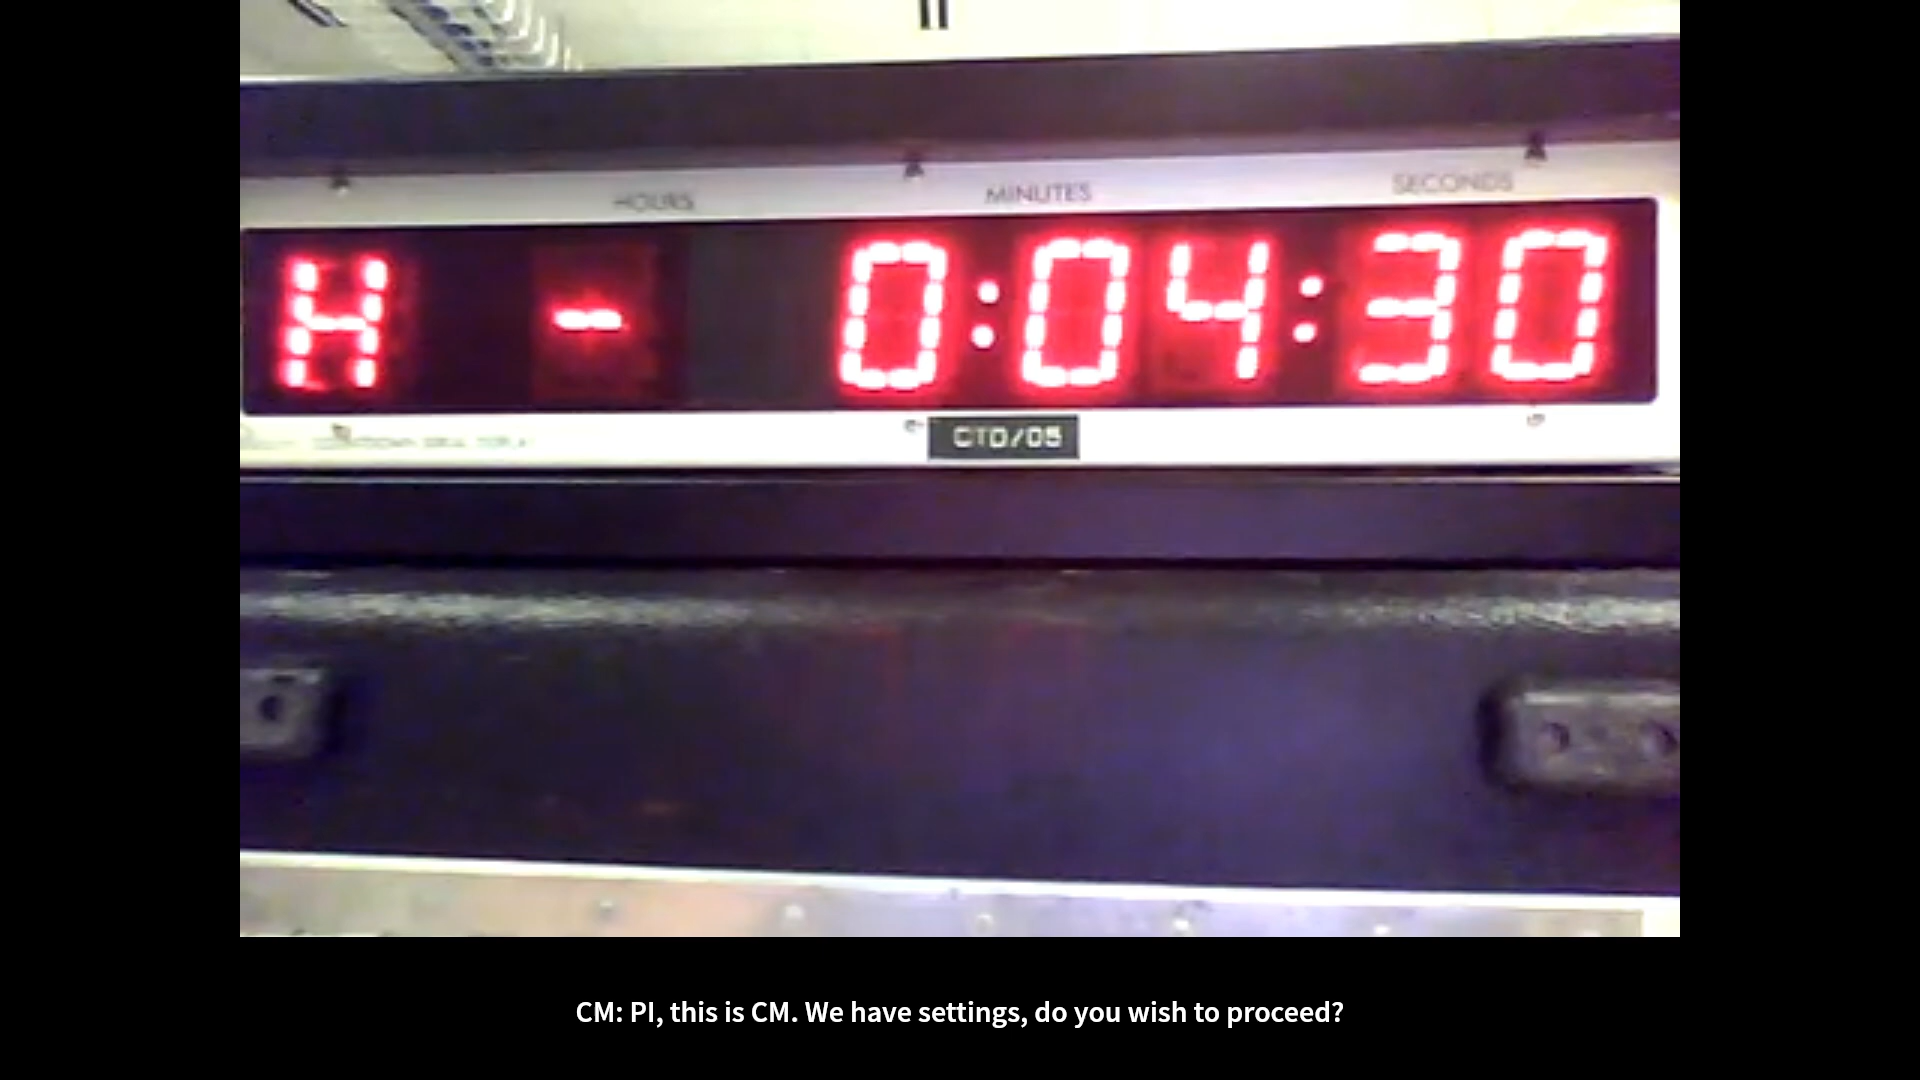 HOURS MINUTES SECONDS
H - 0:04:30
CTD/05
CM: PI, this is CM. We have settings, do you wish to proceed?